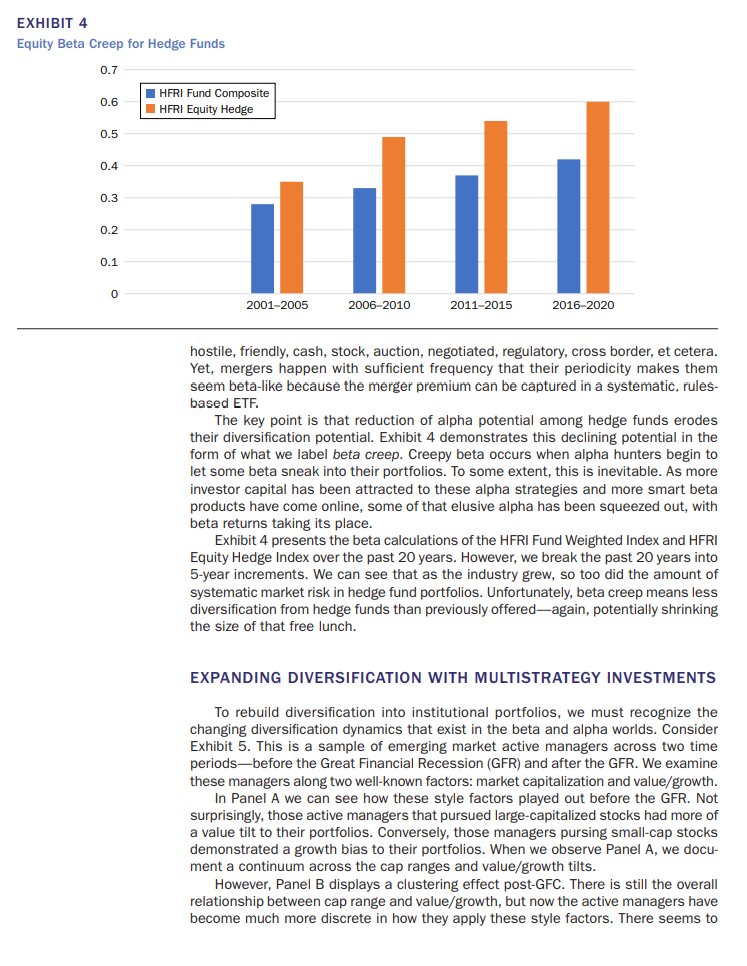 EXHIBIT 4
Equity Beta Creep for Hedge Funds
0.7
0.6
0.5
0.4
0.3
0.2
0.1
0
HFRI Fund Composite
HFRI Equity Hedge
2001–2005
2006–2010
2011–2015
2016–2020
hostile, friendly, cash, stock, auction, negotiated, regulatory, cross border, et cetera.
Yet, mergers happen with sufficient frequency that their periodicity makes them
seem beta-like because the merger premium can be captured in a systematic, rules-
based ETF.
The key point is that reduction of alpha potential among hedge funds erodes
their diversification potential. Exhibit 4 demonstrates this declining potential in the
form of what we label beta creep. Creepy beta occurs when alpha hunters begin to
let some beta sneak into their portfolios. To some extent, this is inevitable. As more
investor capital has been attracted to these alpha strategies and more smart beta
products have come online, some of that elusive alpha has been squeezed out, with
beta returns taking its place.
Exhibit 4 presents the beta calculations of the HFRI Fund Weighted Index and HFRI
Equity Hedge Index over the past 20 years. However, we break the past 20 years into
5-year increments. We can see that as the industry grew, so too did the amount of
systematic market risk in hedge fund portfolios. Unfortunately, beta creep means less
diversification from hedge funds than previously offered—again, potentially shrinking
the size of that free lunch.
EXPANDING DIVERSIFICATION WITH MULTISTRATEGY INVESTMENTS
To rebuild diversification into institutional portfolios, we must recognize the
changing diversification dynamics that exist in the beta and alpha worlds. Consider
Exhibit 5. This is a sample of emerging market active managers across two time
periods—before the Great Financial Recession (GFR) and after the GFR. We examine
these managers along two well-known factors: market capitalization and value/growth.
In Panel A we can see how these style factors played out before the GFR. Not
surprisingly, those active managers that pursued large-capitalized stocks had more of
a value tilt to their portfolios. Conversely, those managers pursing small-cap stocks
demonstrated a growth bias to their portfolios. When we observe Panel A, we docu-
ment a continuum across the cap ranges and value/growth tilts.
However, Panel B displays a clustering effect post-GFC. There is still the overall
relationship between cap range and value/growth, but now the active managers have
become much more discrete in how they apply these style factors. There seems to